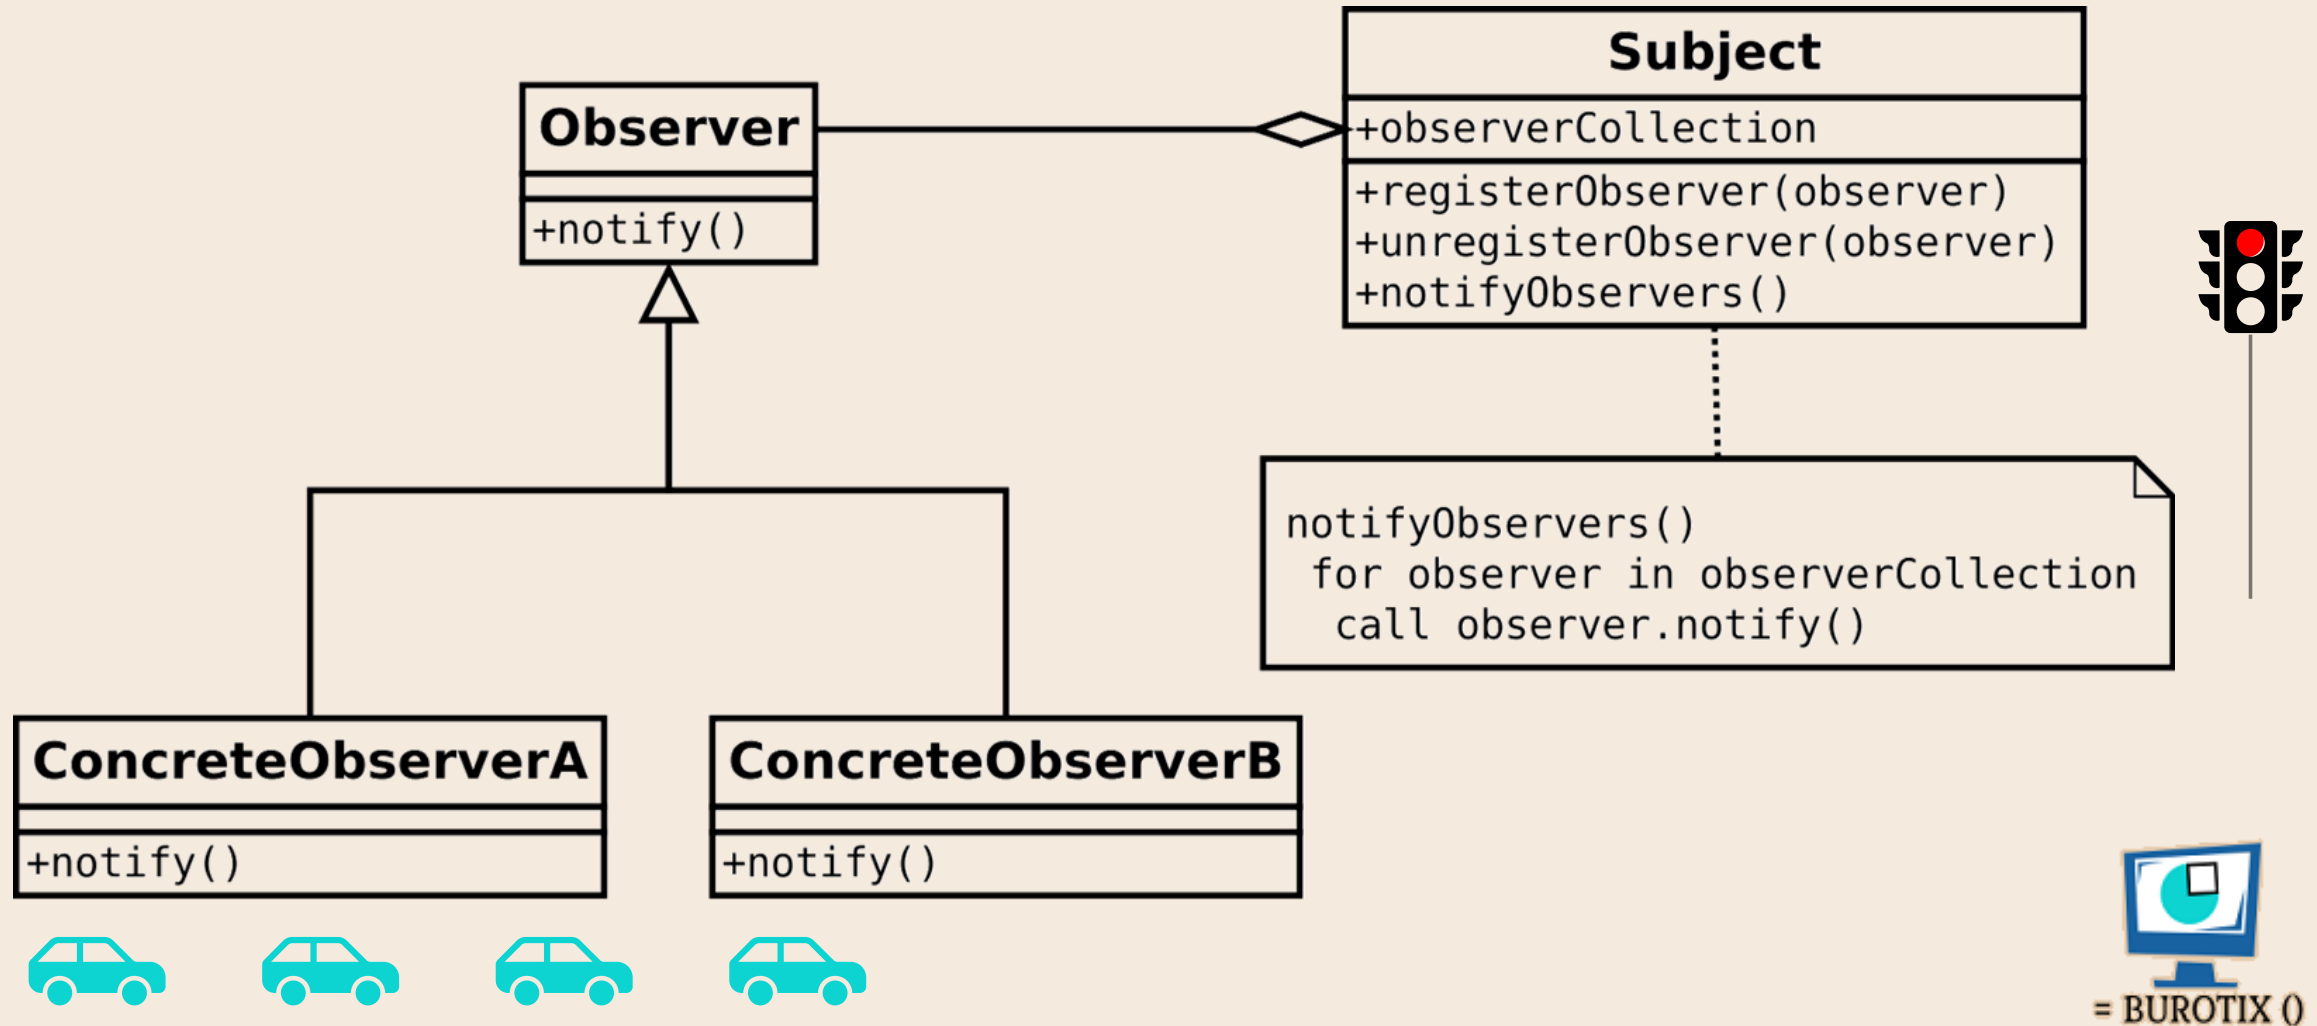 Subject
+observerCollection
+registerObserver(observer)
+unregisterObserver(observer)
+notifyObservers()
Observer
+notify()
notifyObservers()
for observer in observerCollection
call observer.notify()
ConcreteObserverA
+notify()
ConcreteObserverB
+notify()
= BUROTIX ()